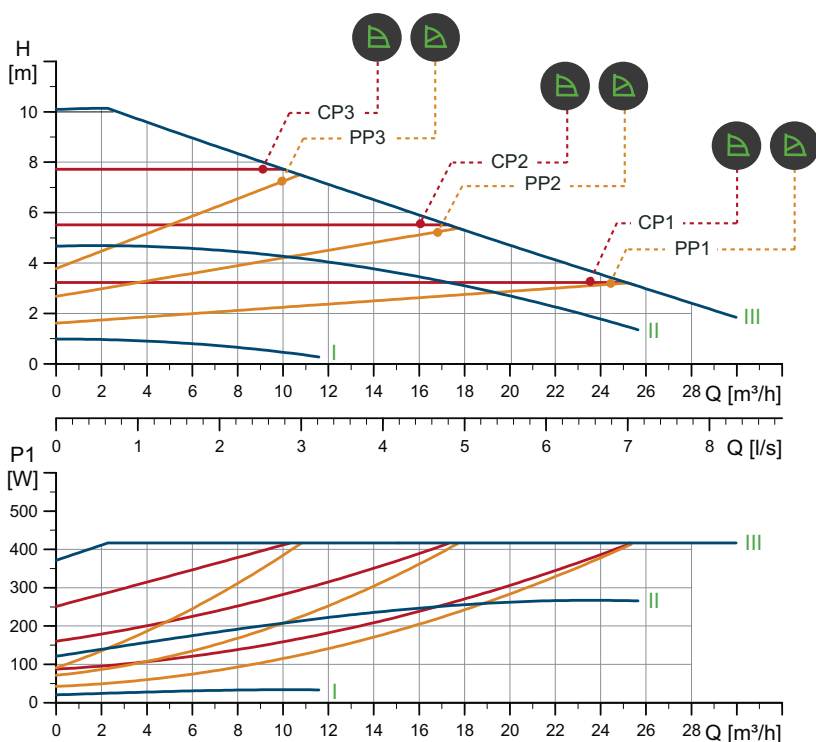 H
[m]
CP3
PP3
CP2
PP2
CP1
PP1
10
8
6
4
2
0
I
II
III
0 2 4 6 8 10 12 14 16 18 20 22 24 26 28 Q [m³/h]
0 1 2 3 4 5 6 7 8 Q [l/s]
P1
[W]
500
400
300
200
100
0
III
II
I
0 2 4 6 8 10 12 14 16 18 20 22 24 26 28 Q [m³/h]